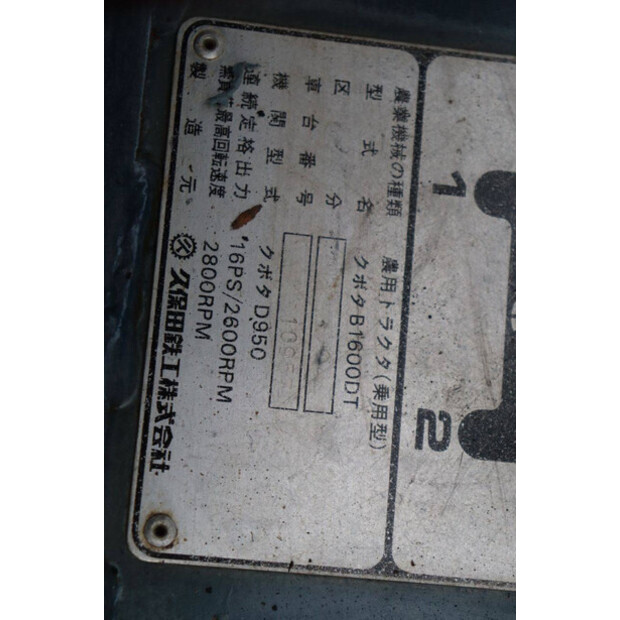 農業機械の種類 農用トラクタ(乗用型)
型式名 クボタB1600DT
区分
車台番号
機関型式 クボタD950
連続定格出力 16PS/2600RPM
無負荷最高回転速度 2800RPM
製造元 久保田鉄工株式会社
1
2